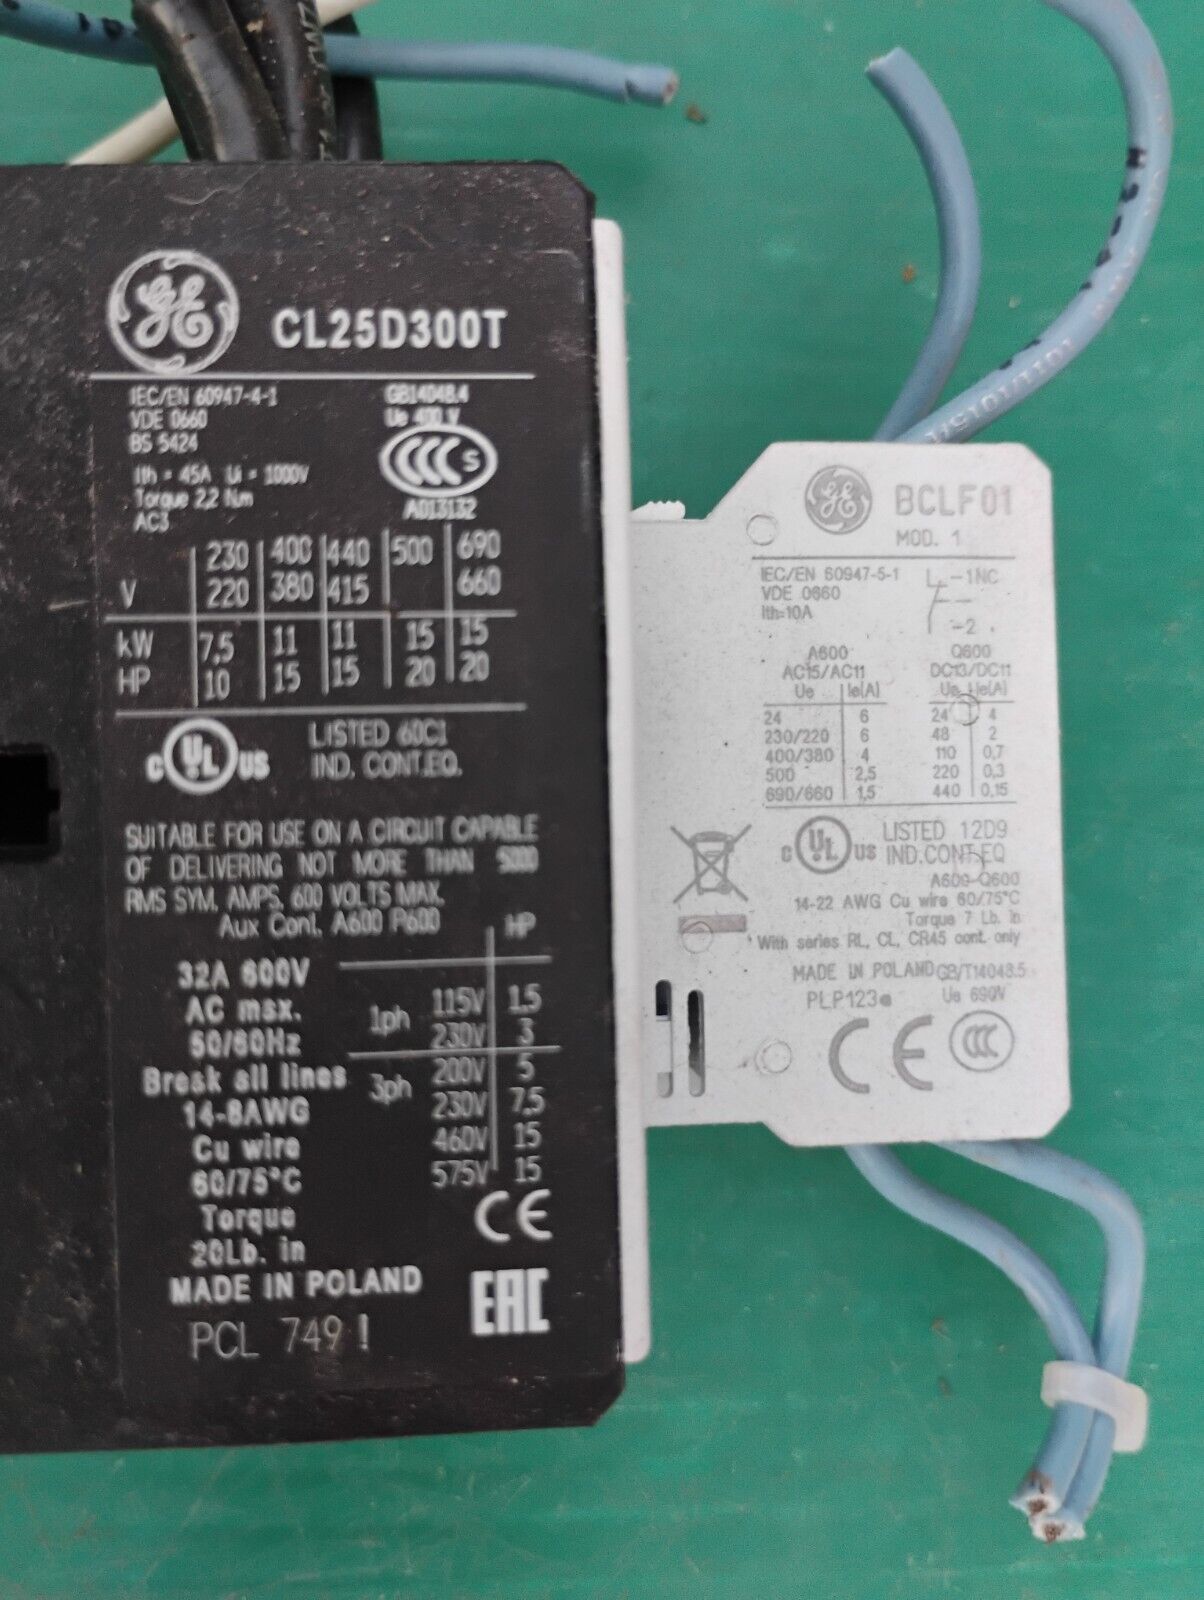 GE
CL25D300T
IEC/EN 60947-4-1
VDE 0660
BS 5424
GB14048.4
Ue 400 V
Ith = 45A Ui = 1000V
Torque 2,2 Nm
AC3
CCC S
A013132
V 230 220 400 380 440 415 500 690 660
kW 7,5 11 11 15 15
HP 10 15 15 20 20
c UL US
LISTED 60C1
IND. CONT.EQ.
SUITABLE FOR USE ON A CIRCUIT CAPABLE
OF DELIVERING NOT MORE THAN 5000
RMS SYM. AMPS, 600 VOLTS MAX.
Aux Cont. A600 P600
32A 600V
AC max.
50/60Hz
Break all lines
14-8AWG
Cu wire
60/75°C
Torque
20Lb. in
HP
1ph 115V 1.5
230V 3
3ph 200V 5
230V 7.5
460V 15
575V 15
CE
MADE IN POLAND
EAC
PCL 749 !
GE
BCLF01
MOD. 1
IEC/EN 60947-5-1
VDE 0660
Ith=10A
-1NC
-2
A600
AC15/AC11
Ue Ie(A)
24 6
230/220 6
400/380 4
500 2,5
690/660 1,5
Q600
DC13/DC11
Ue Ie(A)
24 4
48 2
110 0,7
220 0,3
440 0,15
c UL US
LISTED 12D9
IND.CONT.EQ
A600-Q600
14-22 AWG Cu wire 60/75°C
Torque 7 Lb. in
With series RL, CL, CR45 cont. only
MADE IN POLAND GB/T14048.5
PLP123 Ue 690V
CE CCC